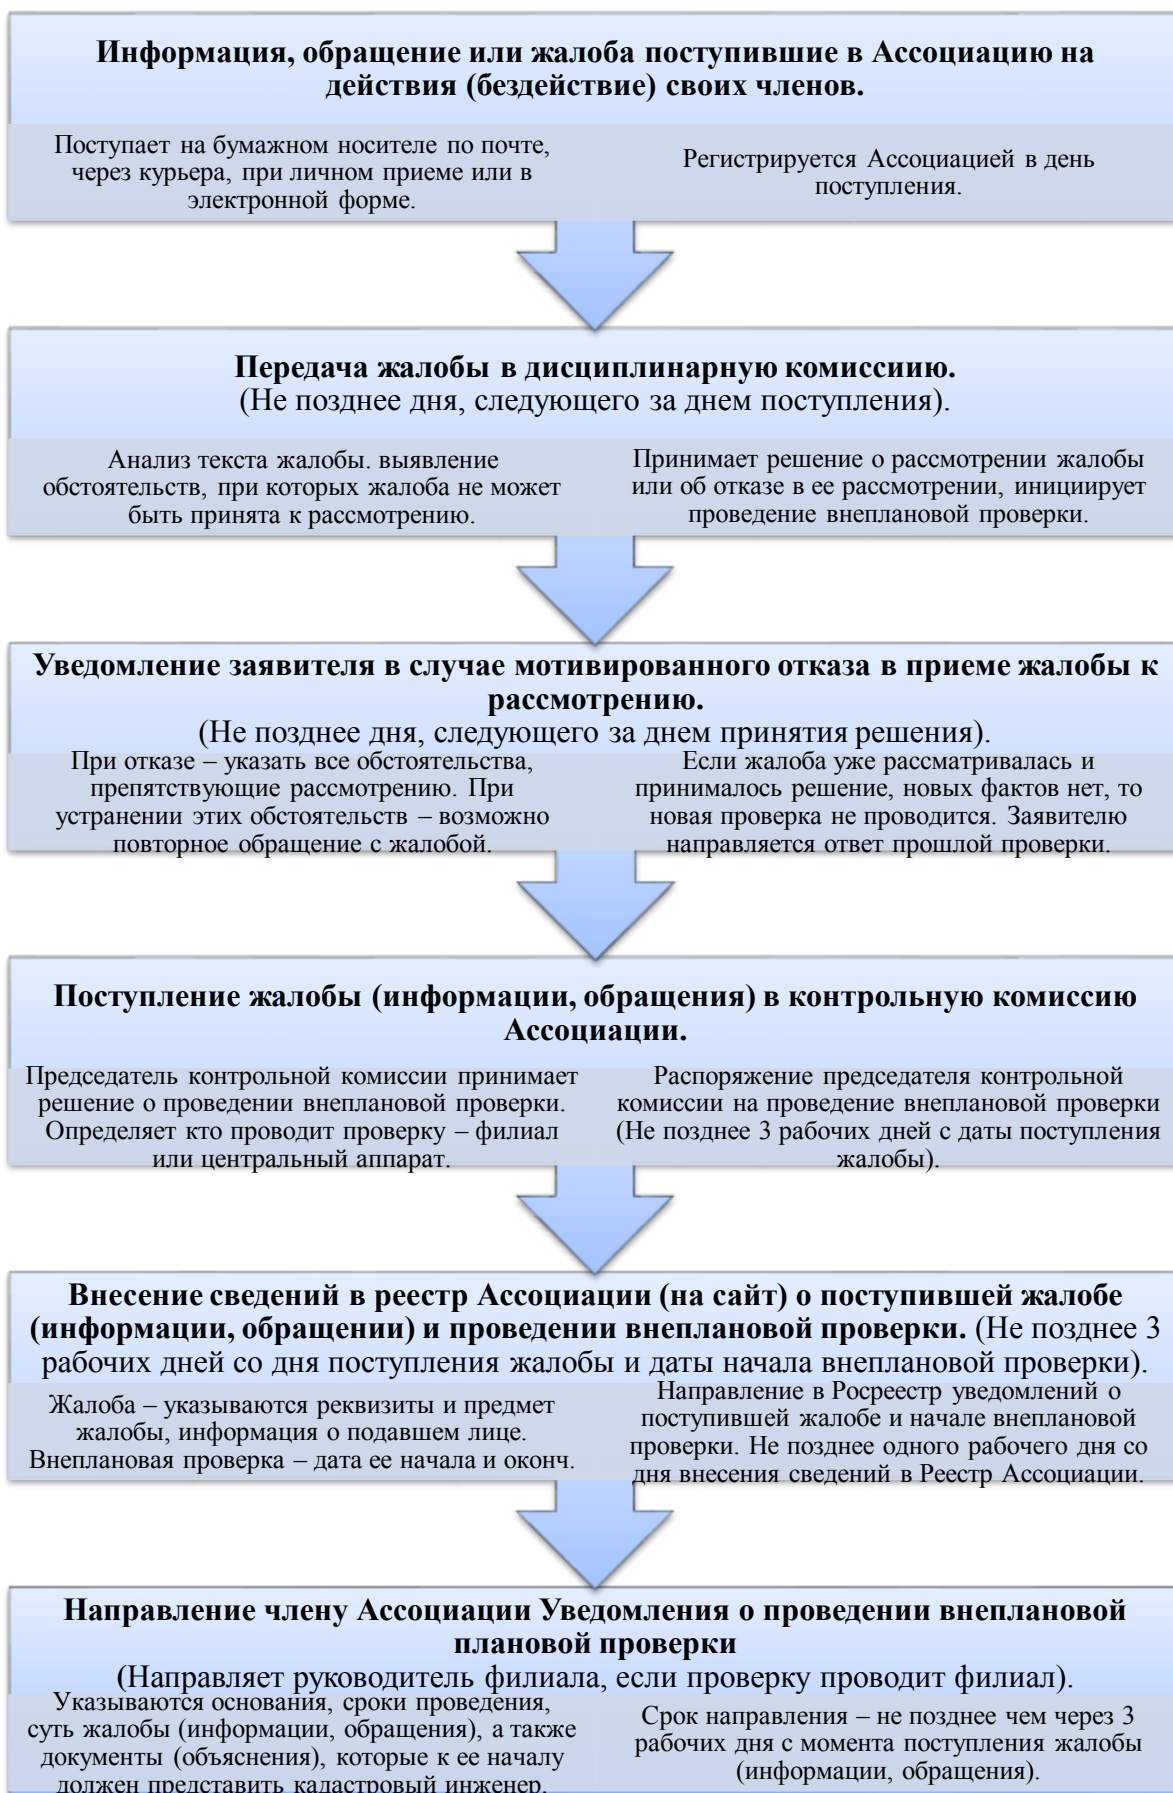 Информация, обращение или жалоба поступившие в Ассоциацию на
действия (бездействие) своих членов.
Поступает на бумажном носителе по почте,
через курьера, при личном приеме или в
электронной форме.
Регистрируется Ассоциацией в день
поступления.
Передача жалобы в дисциплинарную комиссиию.
(Не позднее дня, следующего за днем поступления).
Анализ текста жалобы. выявление
обстоятельств, при которых жалоба не может
быть принята к рассмотрению.
Принимает решение о рассмотрении жалобы
или об отказе в ее рассмотрении, инициирует
проведение внеплановой проверки.
Уведомление заявителя в случае мотивированного отказа в приеме жалобы к
рассмотрению.
(Не позднее дня, следующего за днем принятия решения).
При отказе – указать все обстоятельства,
препятствующие рассмотрению. При
устранении этих обстоятельств – возможно
повторное обращение с жалобой.
Если жалоба уже рассматривалась и
принималось решение, новых фактов нет, то
новая проверка не проводится. Заявителю
направляется ответ прошлой проверки.
Поступление жалобы (информации, обращения) в контрольную комиссию
Ассоциации.
Председатель контрольной комиссии принимает
решение о проведении внеплановой проверки.
Определяет кто проводит проверку – филиал
или центральный аппарат.
Распоряжение председателя контрольной
комиссии на проведение внеплановой проверки
(Не позднее 3 рабочих дней с даты поступления
жалобы).
Внесение сведений в реестр Ассоциации (на сайт) о поступившей жалобе
(информации, обращении) и проведении внеплановой проверки. (Не позднее 3
рабочих дней со дня поступления жалобы и даты начала внеплановой проверки).
Жалоба – указываются реквизиты и предмет
жалобы, информация о подавшем лице.
Внеплановая проверка – дата ее начала и оконч.
Направление в Росреестр уведомлений о
поступившей жалобе и начале внеплановой
проверки. Не позднее одного рабочего дня со
дня внесения сведений в Реестр Ассоциации.
Направление члену Ассоциации Уведомления о проведении внеплановой
плановой проверки
(Направляет руководитель филиала, если проверку проводит филиал).
Указываются основания, сроки проведения,
суть жалобы (информации, обращения), а также
документы (объяснения), которые к ее началу
должен представить кадастровый инженер.
Срок направления – не позднее чем через 3
рабочих дня с момента поступления жалобы
(информации, обращения).